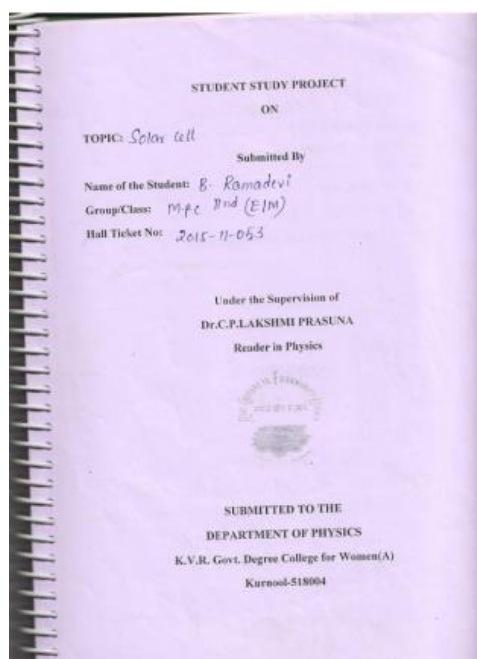 STUDENT STUDY PROJECT
ON
TOPIC: Solar Cell
Submitted By
Name of the Student: B. Ramadevi
Group/Class: M.P.C IInd (E/M)
Hall Ticket No: 2015-11-053
Under the Supervision of
Dr.C.P.LAKSHMI PRASUNA
Reader in Physics
SUBMITTED TO THE
DEPARTMENT OF PHYSICS
K.V.R. Govt. Degree College for Women(A)
Kurnool-518004